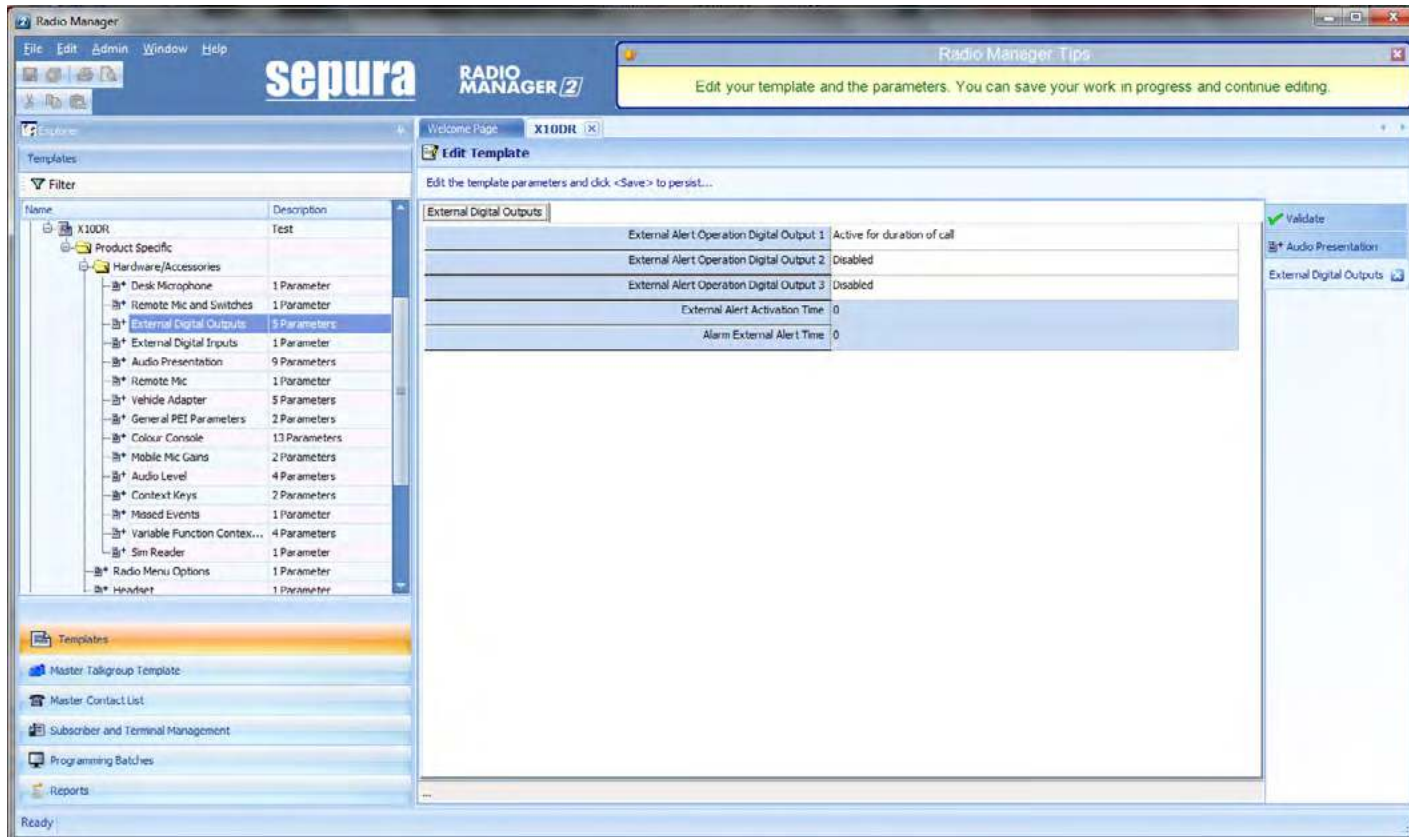 Radio Manager
File Edit Admin Window Help
sepura
RADIO MANAGER 2
Radio Manager Tips
Edit your template and the parameters. You can save your work in progress and continue editing.
Explorer
Templates
Filter
Name Description
X10DR Test
Product Specific
Hardware/Accessories
Desk Microphone 1 Parameter
Remote Mic and Switches 1 Parameter
External Digital Outputs 5 Parameters
External Digital Inputs 1 Parameter
Audio Presentation 9 Parameters
Remote Mic 1 Parameter
Vehicle Adapter 5 Parameters
General PEI Parameters 2 Parameters
Colour Console 13 Parameters
Mobile Mic Gains 2 Parameters
Audio Level 4 Parameters
Context Keys 2 Parameters
Missed Events 1 Parameter
Variable Function Contex... 4 Parameters
Sim Reader 1 Parameter
Radio Menu Options 1 Parameter
Headset 1 Parameter
Templates
Master Talkgroup Template
Master Contact List
Subscriber and Terminal Management
Programming Batches
Reports
Ready
Welcome Page X10DR
Edit Template
Edit the template parameters and click <Save> to persist...
External Digital Outputs
External Alert Operation Digital Output 1 Active for duration of call
External Alert Operation Digital Output 2 Disabled
External Alert Operation Digital Output 3 Disabled
External Alert Activation Time 0
Alarm External Alert Time 0
...
Validate
Audio Presentation
External Digital Outputs